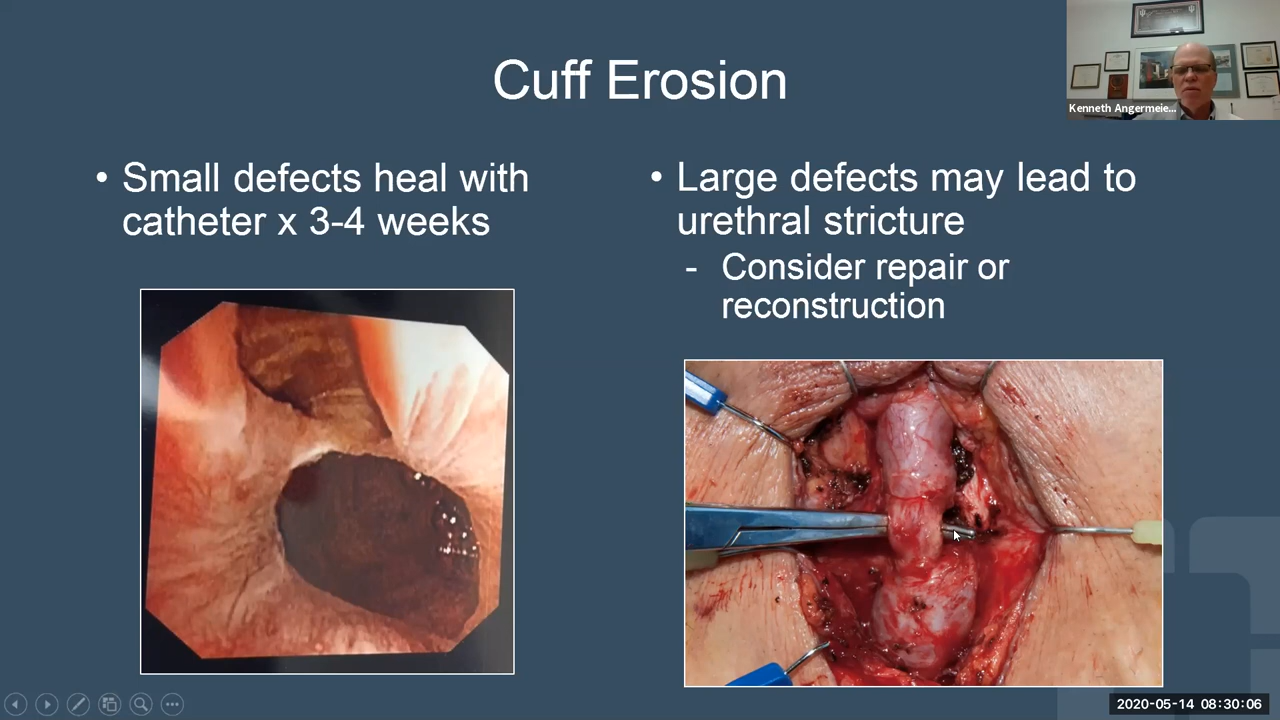 Cuff Erosion
Kenneth Angermeie...
• Small defects heal with
catheter x 3-4 weeks
• Large defects may lead to
urethral stricture
- Consider repair or
reconstruction
2020-05-14 08:30:06